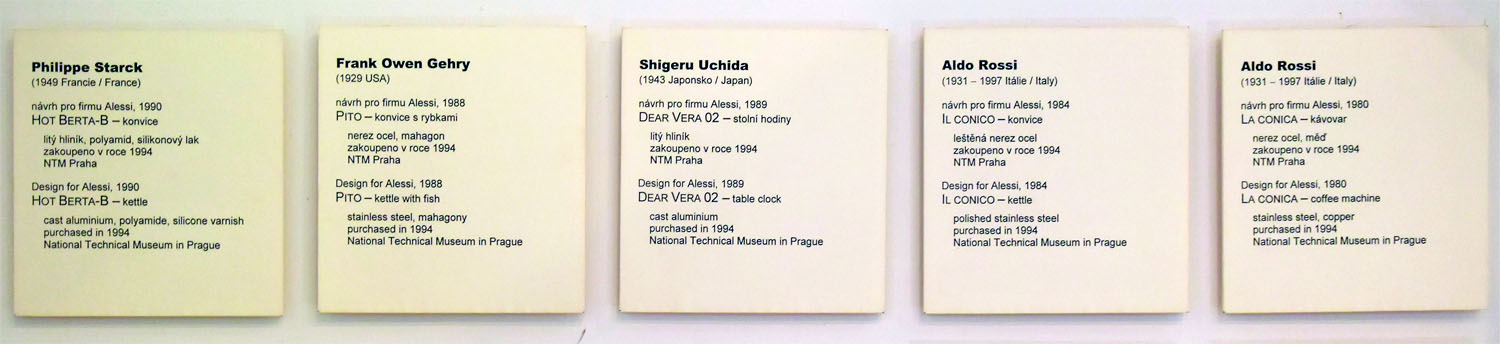 Philippe Starck
(1949 Francie / France)
návrh pro firmu Alessi, 1990
HOT BERTA-B – konvice
litý hliník, polyamid, silikonový lak
zakoupeno v roce 1994
NTM Praha
Design for Alessi, 1990
HOT BERTA-B – kettle
cast aluminium, polyamide, silicone varnish
purchased in 1994
National Technical Museum in Prague
Frank Owen Gehry
(1929 USA)
návrh pro firmu Alessi, 1988
PITO – konvice s rybkami
nerez ocel, mahagon
zakoupeno v roce 1994
NTM Praha
Design for Alessi, 1988
PITO – kettle with fish
stainless steel, mahagony
purchased in 1994
National Technical Museum in Prague
Shigeru Uchida
(1943 Japonsko / Japan)
návrh pro firmu Alessi, 1989
DEAR VERA 02 – stolní hodiny
litý hliník
zakoupeno v roce 1994
NTM Praha
Design for Alessi, 1989
DEAR VERA 02 – table clock
cast aluminium
purchased in 1994
National Technical Museum in Prague
Aldo Rossi
(1931 – 1997 Itálie / Italy)
návrh pro firmu Alessi, 1984
IL CONICO – konvice
leštěná nerez ocel
zakoupeno v roce 1994
NTM Praha
Design for Alessi, 1984
IL CONICO – kettle
polished stainless steel
purchased in 1994
National Technical Museum in Prague
Aldo Rossi
(1931 – 1997 Itálie / Italy)
návrh pro firmu Alessi, 1980
LA CONICA – kávovar
nerez ocel, měď
zakoupeno v roce 1994
NTM Praha
Design for Alessi, 1980
LA CONICA – coffee machine
stainless steel, copper
purchased in 1994
National Technical Museum in Prague